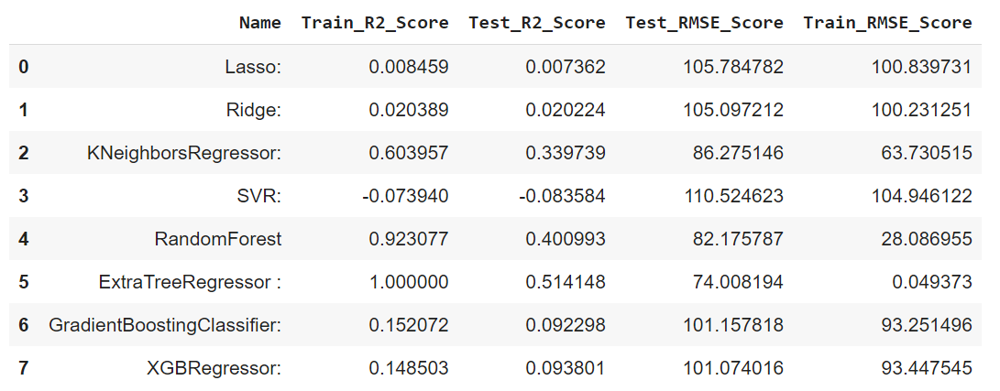 Name Train_R2_Score Test_R2_Score Test_RMSE_Score Train_RMSE_Score
0 Lasso: 0.008459 0.007362 105.784782 100.839731
1 Ridge: 0.020389 0.020224 105.097212 100.231251
2 KNeighborsRegressor: 0.603957 0.339739 86.275146 63.730515
3 SVR: -0.073940 -0.083584 110.524623 104.946122
4 RandomForest 0.923077 0.400993 82.175787 28.086955
5 ExtraTreeRegressor : 1.000000 0.514148 74.008194 0.049373
6 GradientBoostingClassifier: 0.152072 0.092298 101.157818 93.251496
7 XGBRegressor: 0.148503 0.093801 101.074016 93.447545